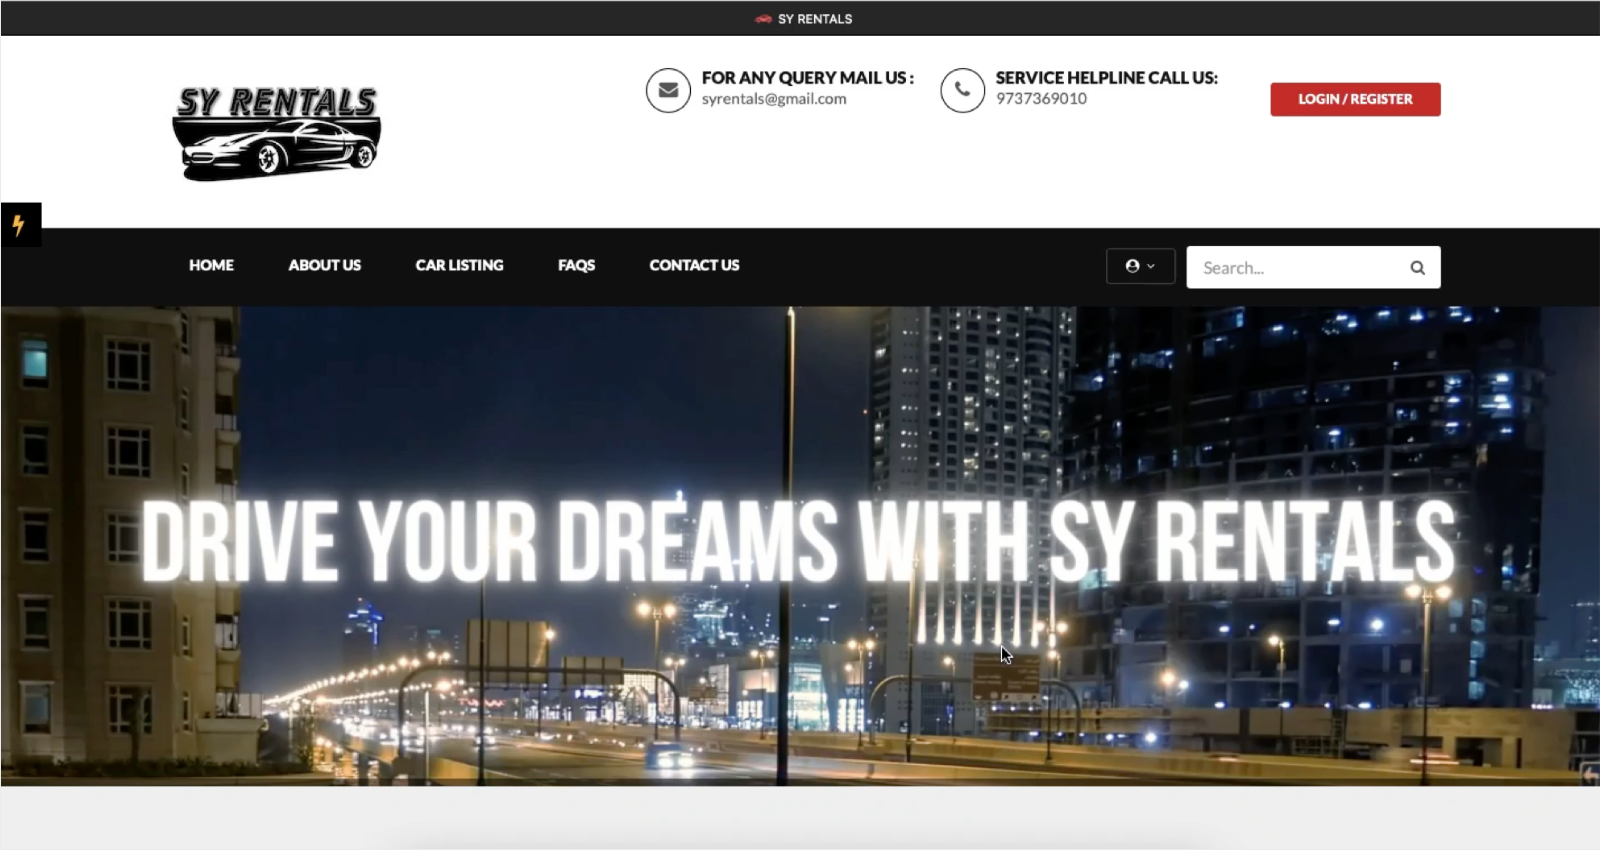 SY RENTALS
SY RENTALS
FOR ANY QUERY MAIL US :
syrentals@gmail.com
SERVICE HELPLINE CALL US:
9737369010
LOGIN / REGISTER
HOME
ABOUT US
CAR LISTING
FAQS
CONTACT US
Search...
DRIVE YOUR DREAMS WITH SY RENTALS